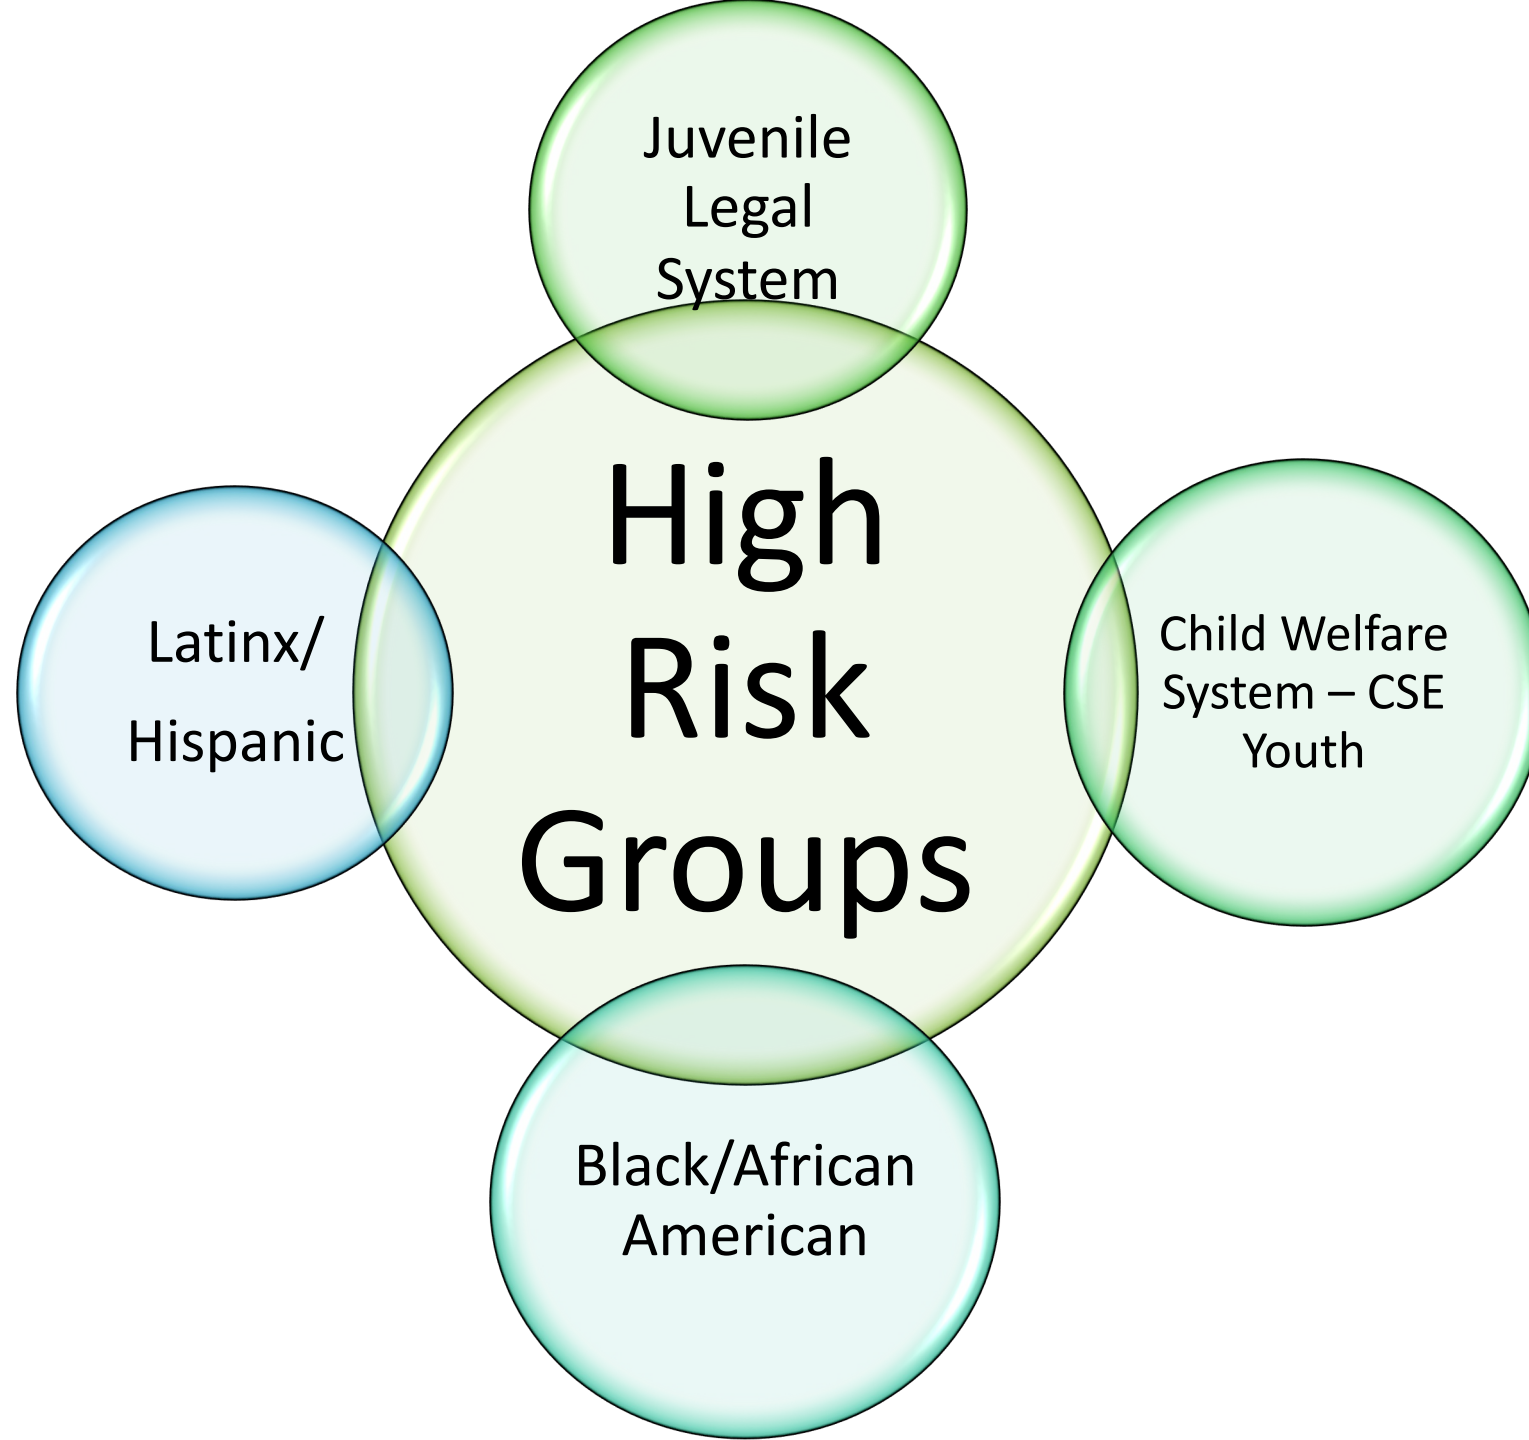 Juvenile
Legal
System
High
Risk
Groups
Latinx/
Hispanic
Child Welfare
System – CSE
Youth
Black/African
American